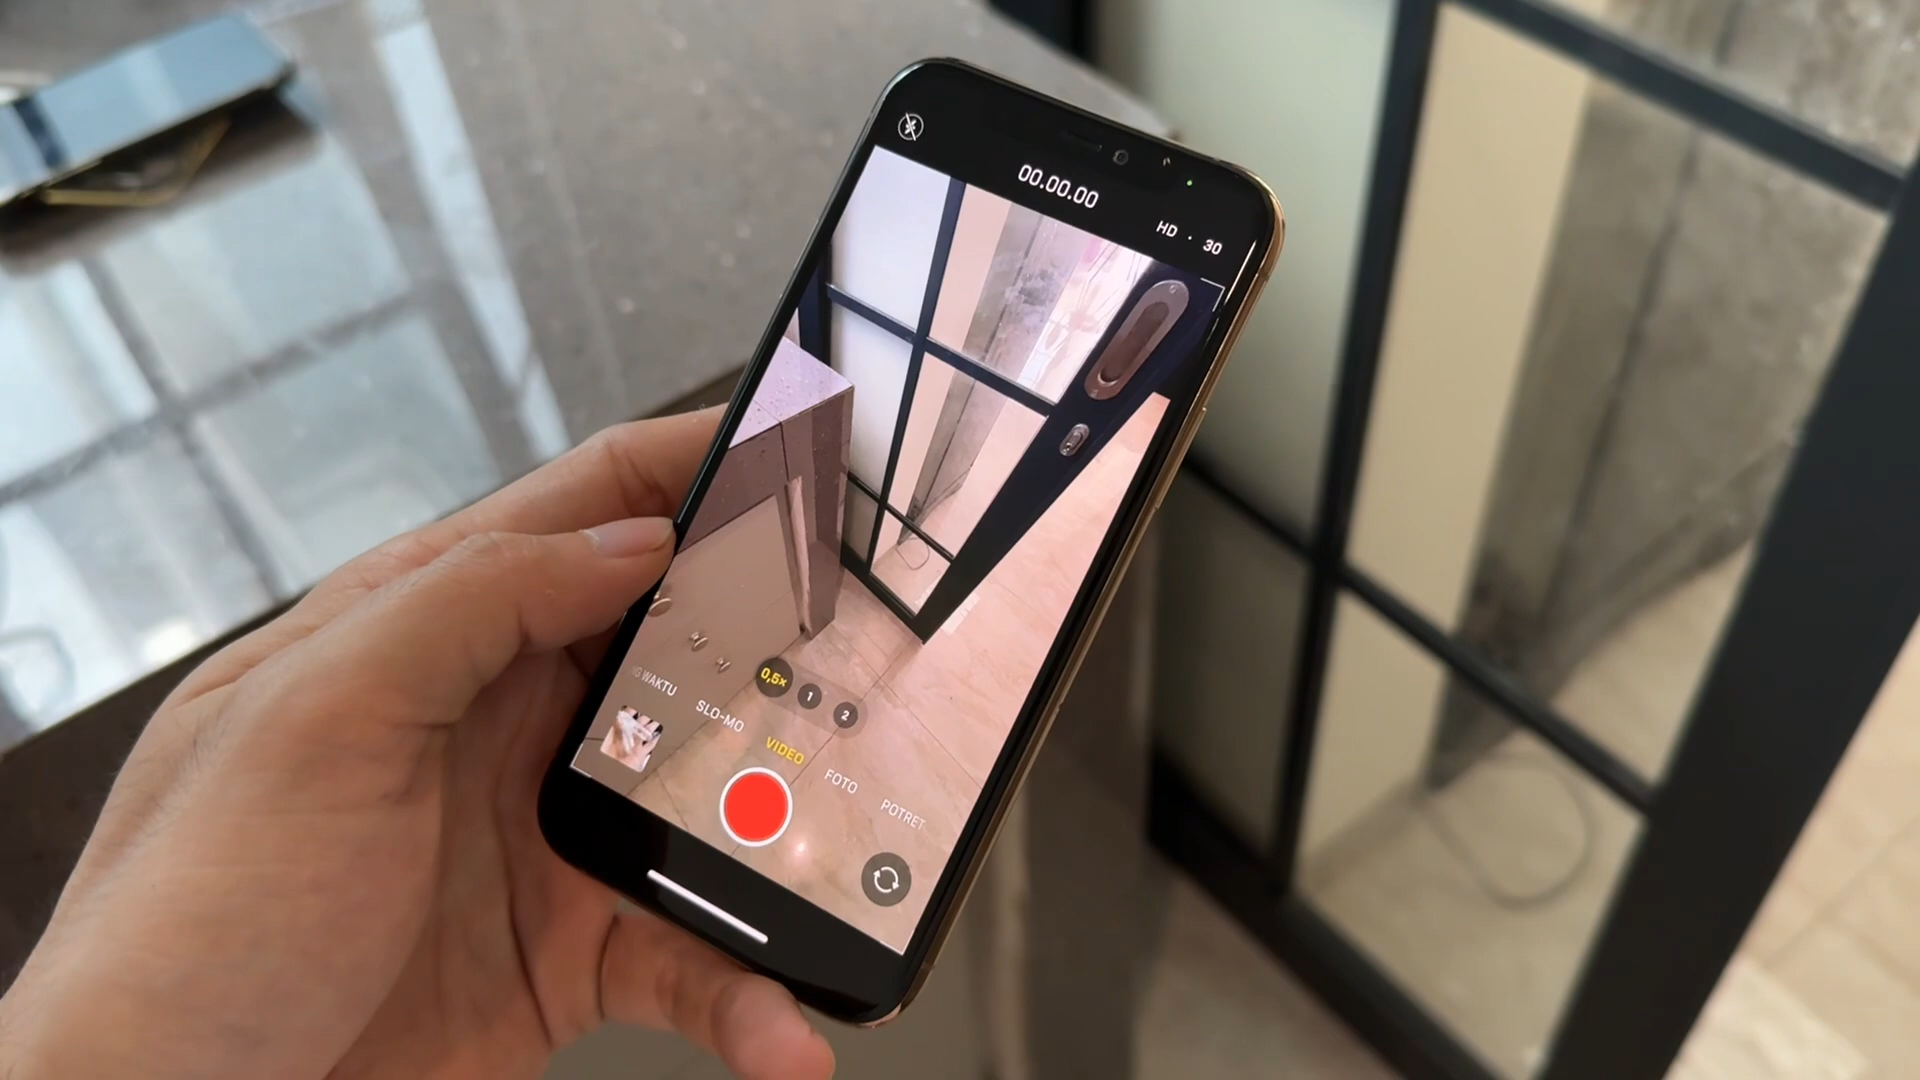 00.00.00
HD · 30
0,5× 1 2
G WAKTU
SLO-MO
VIDEO
FOTO
POTRET